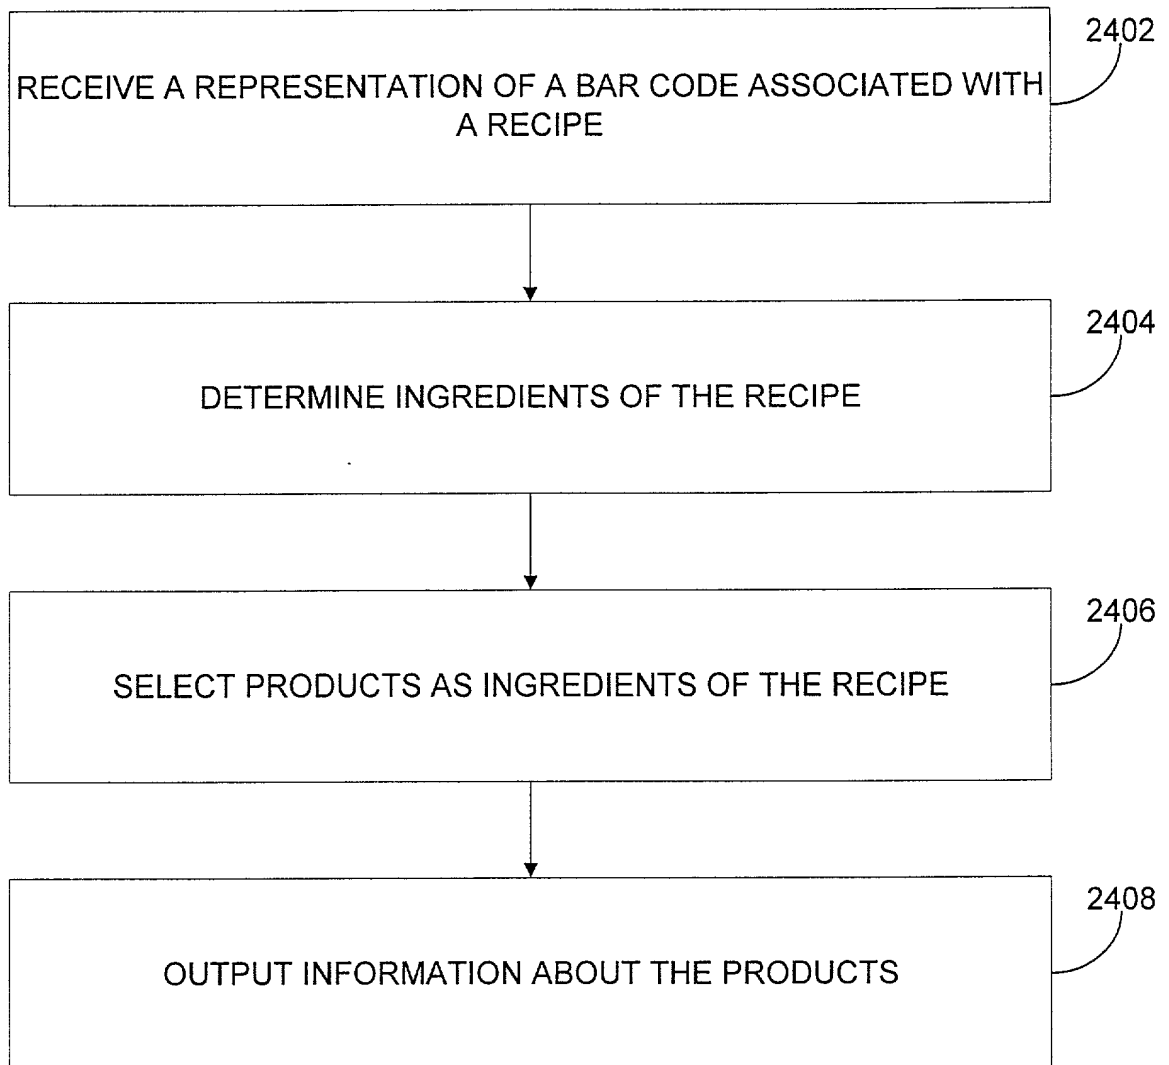 2402
RECEIVE A REPRESENTATION OF A BAR CODE ASSOCIATED WITH
A RECIPE
2404
DETERMINE INGREDIENTS OF THE RECIPE
2406
SELECT PRODUCTS AS INGREDIENTS OF THE RECIPE
2408
OUTPUT INFORMATION ABOUT THE PRODUCTS